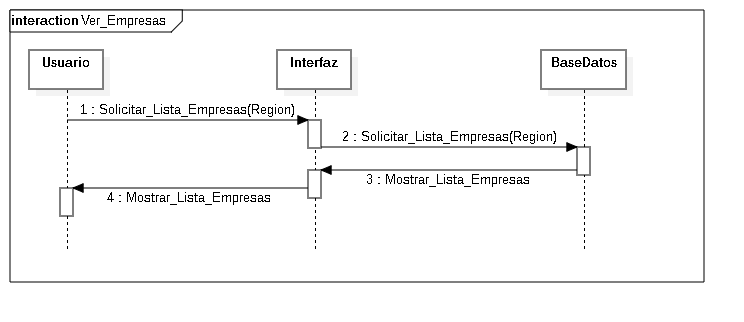 interaction Ver_Empresas
Usuario
Interfaz
BaseDatos
1 : Solicitar_Lista_Empresas(Region)
2 : Solicitar_Lista_Empresas(Region)
3 : Mostrar_Lista_Empresas
4 : Mostrar_Lista_Empresas